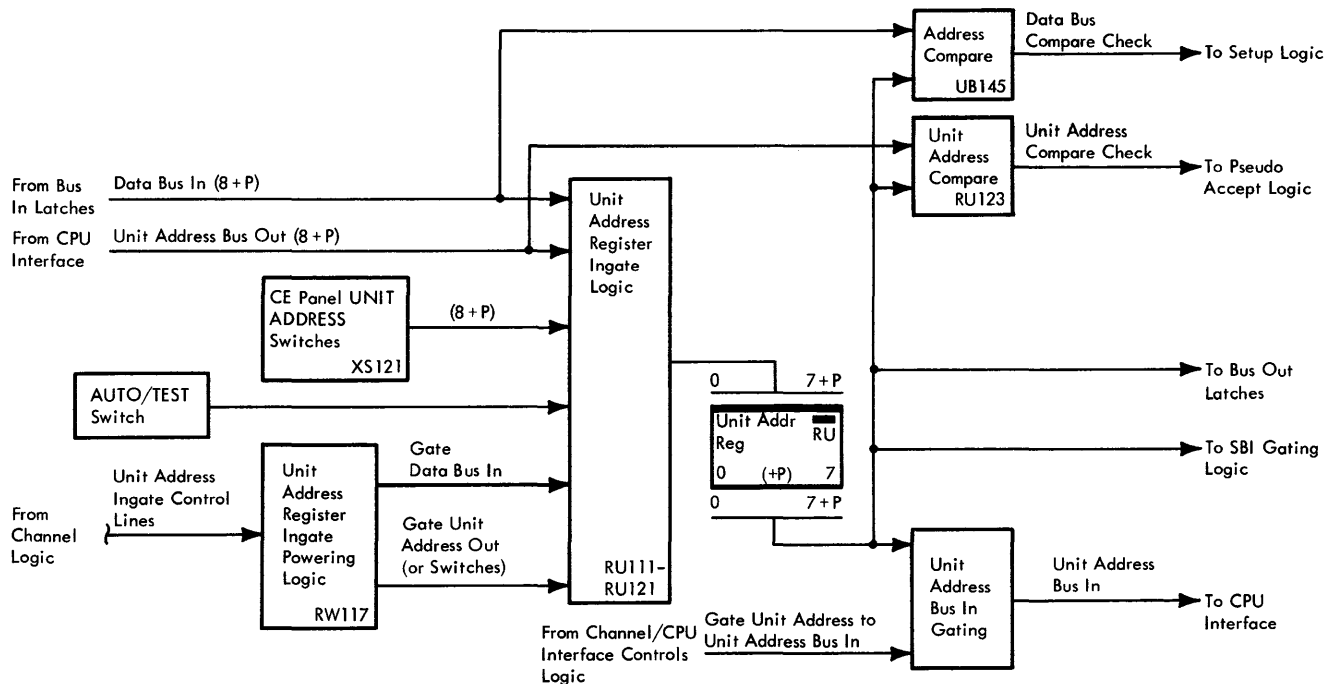 Address
Compare
UB145
Data Bus
Compare Check
To Setup Logic
Unit
Address
Compare
RU123
Unit Address
Compare Check
To Pseudo
Accept Logic
From Bus
In Latches
Data Bus In (8+P)
From CPU
Interface
Unit Address Bus Out (8+P)
Unit
Address
Register
Ingate
Logic
RU111-
RU121
CE Panel UNIT
ADDRESS
Switches
XS121
(8+P)
AUTO/TEST
Switch
0 7+P
Unit Addr
Reg
RU
0 (+P) 7
0 7+P
To Bus Out
Latches
To SBI Gating
Logic
From
Channel
Logic
Unit Address
Ingate Control
Lines
Unit
Address
Register
Ingate
Powering
Logic
RW117
Gate
Data Bus In
Gate Unit
Address Out
(or Switches)
From Channel/CPU
Interface Controls
Logic
Gate Unit Address to
Unit Address Bus In
Unit
Address
Bus In
Gating
Unit Address
Bus In
To CPU
Interface